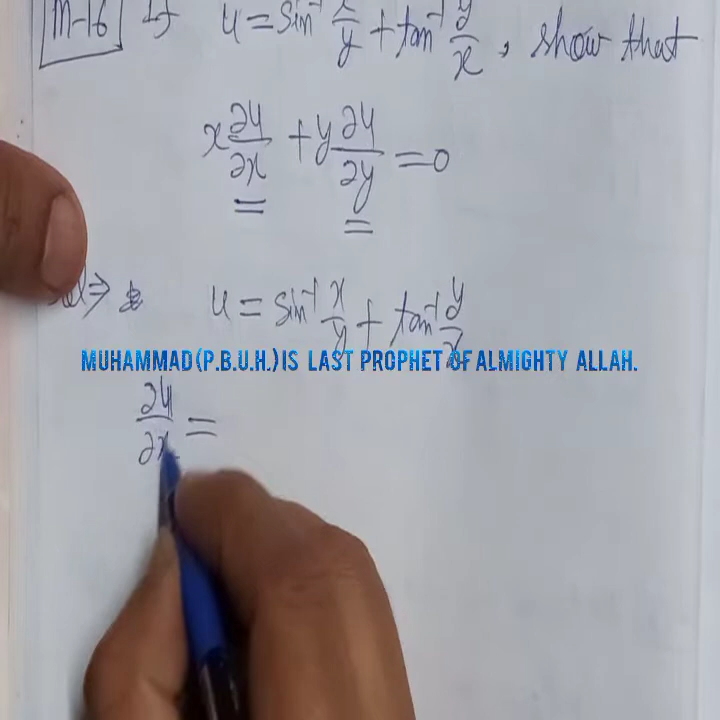 M-16 If u = sin⁻¹ x/y + tan⁻¹ y/x, show that
x ∂u/∂x + y ∂u/∂y = 0
Sol ⇒ u = sin⁻¹ x/y + tan⁻¹ y/x
MUHAMMAD(P.B.U.H.) IS LAST PROPHET OF ALMIGHTY ALLAH.
∂u/∂x =